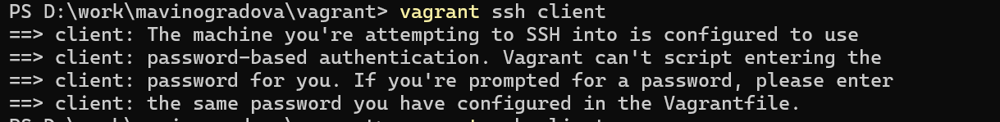 PS D:\work\mavinogradova\vagrant> vagrant ssh client
==> client: The machine you're attempting to SSH into is configured to use
==> client: password-based authentication. Vagrant can't script entering the
==> client: password for you. If you're prompted for a password, please enter
==> client: the same password you have configured in the Vagrantfile.